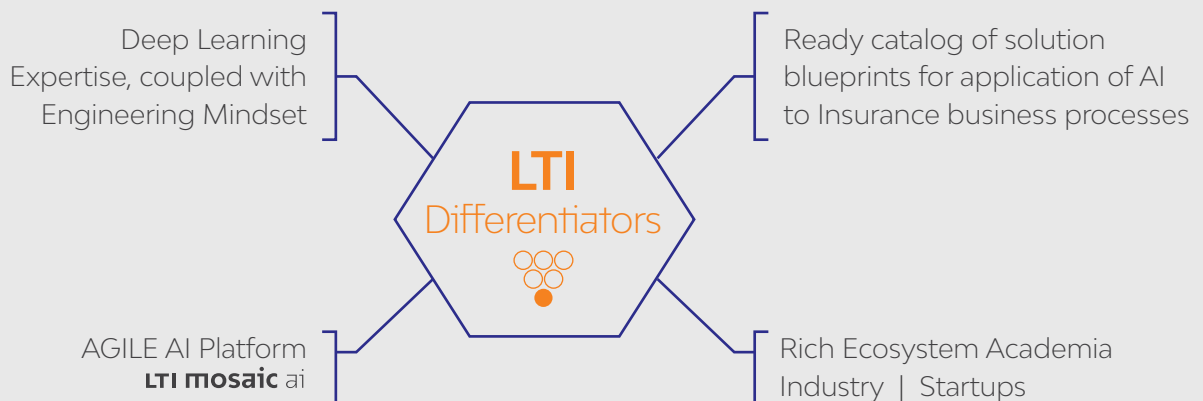 Deep Learning
Expertise, coupled with
Engineering Mindset
Ready catalog of solution
blueprints for application of AI
to Insurance business processes
LTI
Differentiators
AGILE AI Platform
LTI mosaic ai
Rich Ecosystem Academia
Industry | Startups